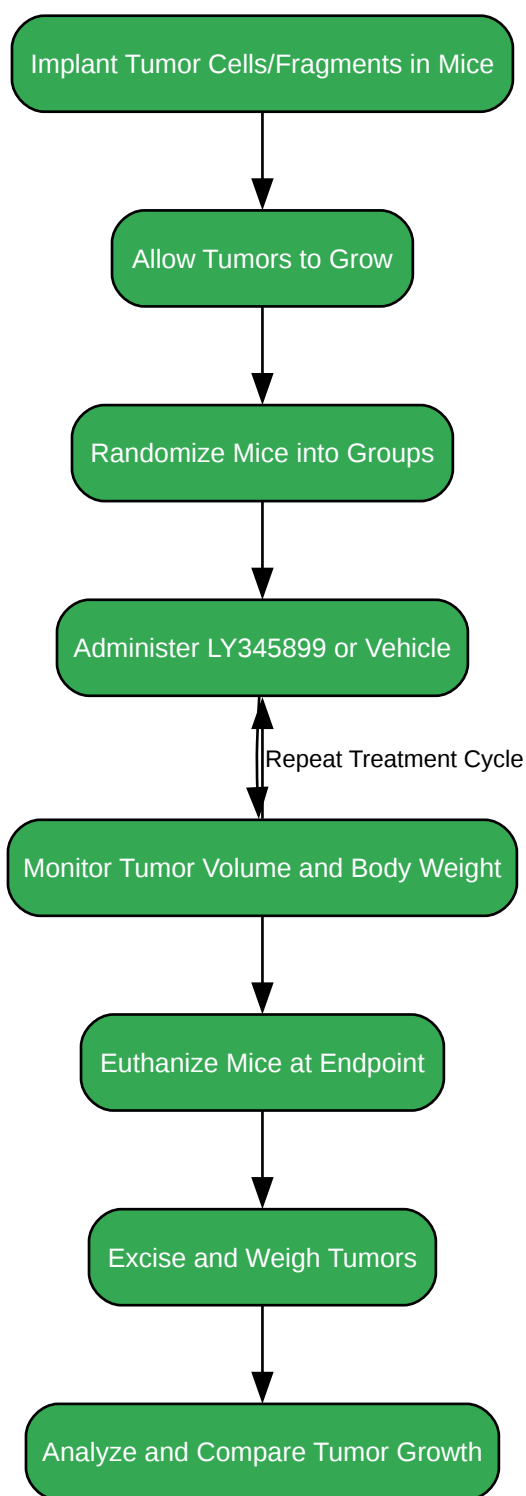 Implant Tumor Cells/Fragments in Mice
Allow Tumors to Grow
Randomize Mice into Groups
Administer LY345899 or Vehicle
Repeat Treatment Cycle
Monitor Tumor Volume and Body Weight
Euthanize Mice at Endpoint
Excise and Weigh Tumors
Analyze and Compare Tumor Growth